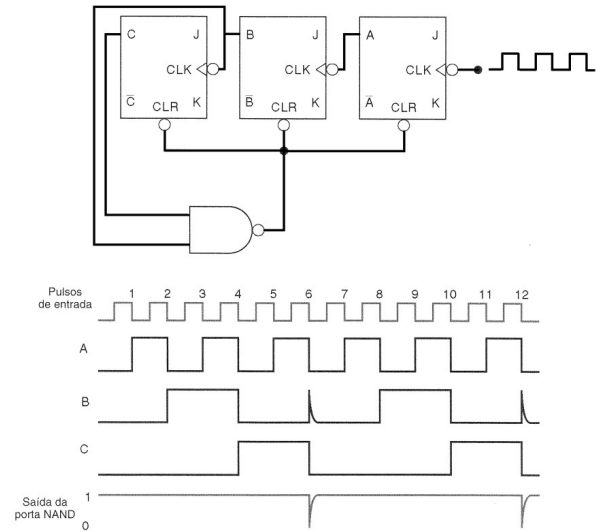 C J B J A J
CLK CLK CLK
C̅ CLR K B̅ CLR K A̅ CLR K
Pulsos
de entrada
1 2 3 4 5 6 7 8 9 10 11 12
A
B
C
Saída da
porta NAND
1
0